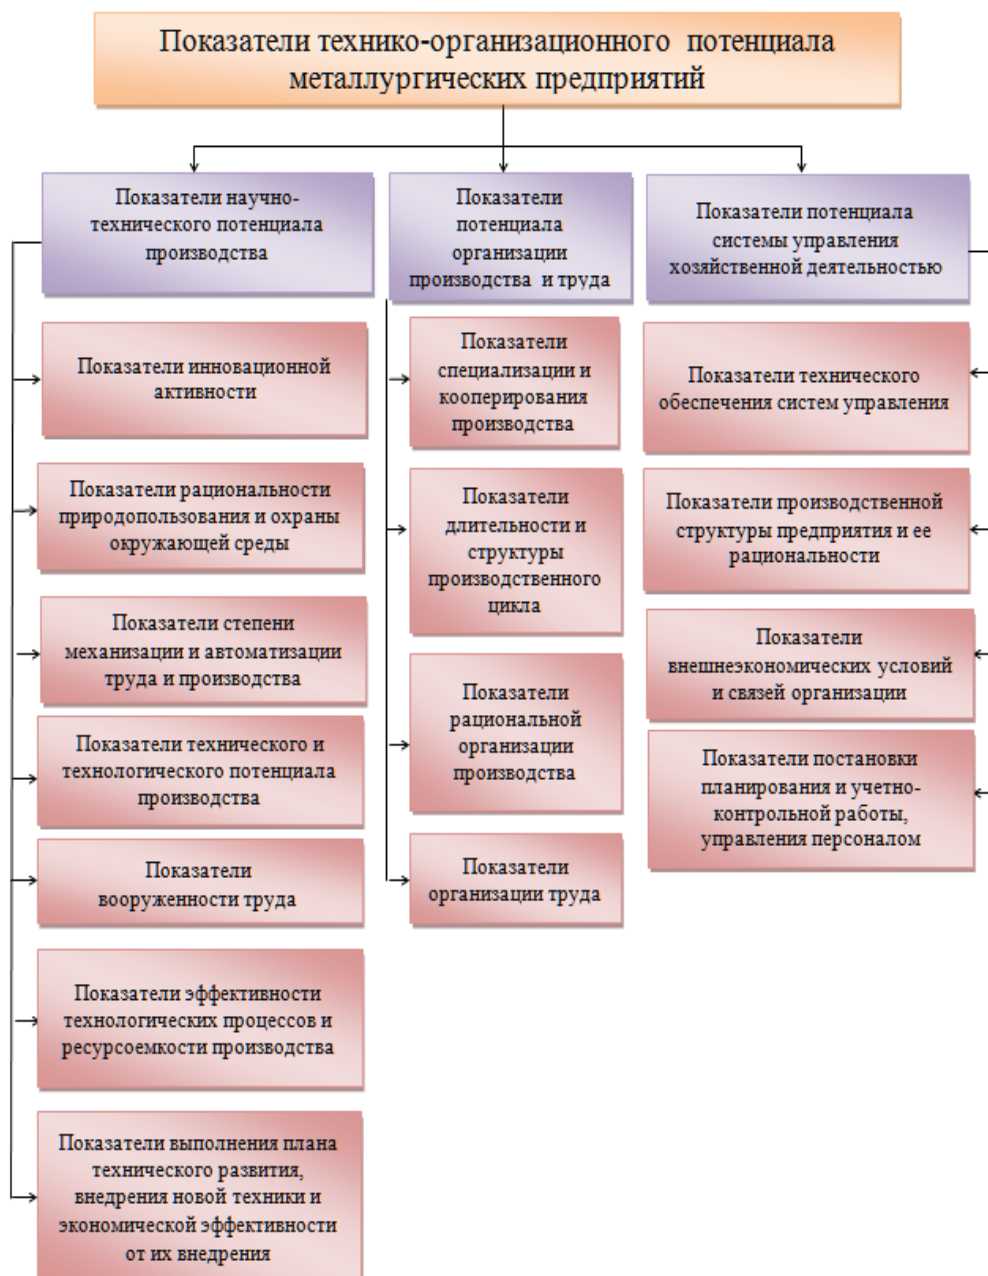 Показатели технико-организационного потенциала
металлургических предприятий
Показатели научно-
технического потенциала
производства
Показатели
потенциала
организации
производства и труда
Показатели потенциала
системы управления
хозяйственной деятельностью
Показатели инновационной
активности
Показатели рациональности
природопользования и охраны
окружающей среды
Показатели степени
механизации и автоматизации
труда и производства
Показатели технического и
технологического потенциала
производства
Показатели
вооруженности труда
Показатели эффективности
технологических процессов и
ресурсоемкости производства
Показатели выполнения плана
технического развития,
внедрения новой техники и
экономической эффективности
от их внедрения
Показатели
специализации и
кооперирования
производства
Показатели
длительности и
структуры
производственного
цикла
Показатели
рациональной
организации
производства
Показатели
организации труда
Показатели технического
обеспечения систем управления
Показатели производственной
структуры предприятия и ее
рациональности
Показатели
внешнеэкономических условий
и связей организации
Показатели постановки
планирования и учетно-
контрольной работы,
управления персоналом